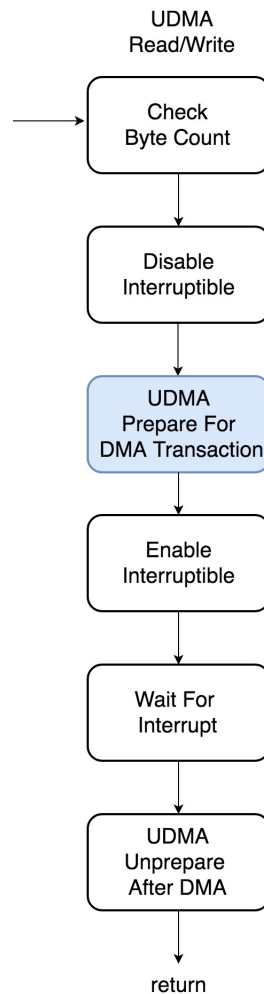 UDMA
Read/Write
Check
Byte Count
Disable
Interruptible
UDMA
Prepare For
DMA Transaction
Enable
Interruptible
Wait For
Interrupt
UDMA
Unprepare
After DMA
return